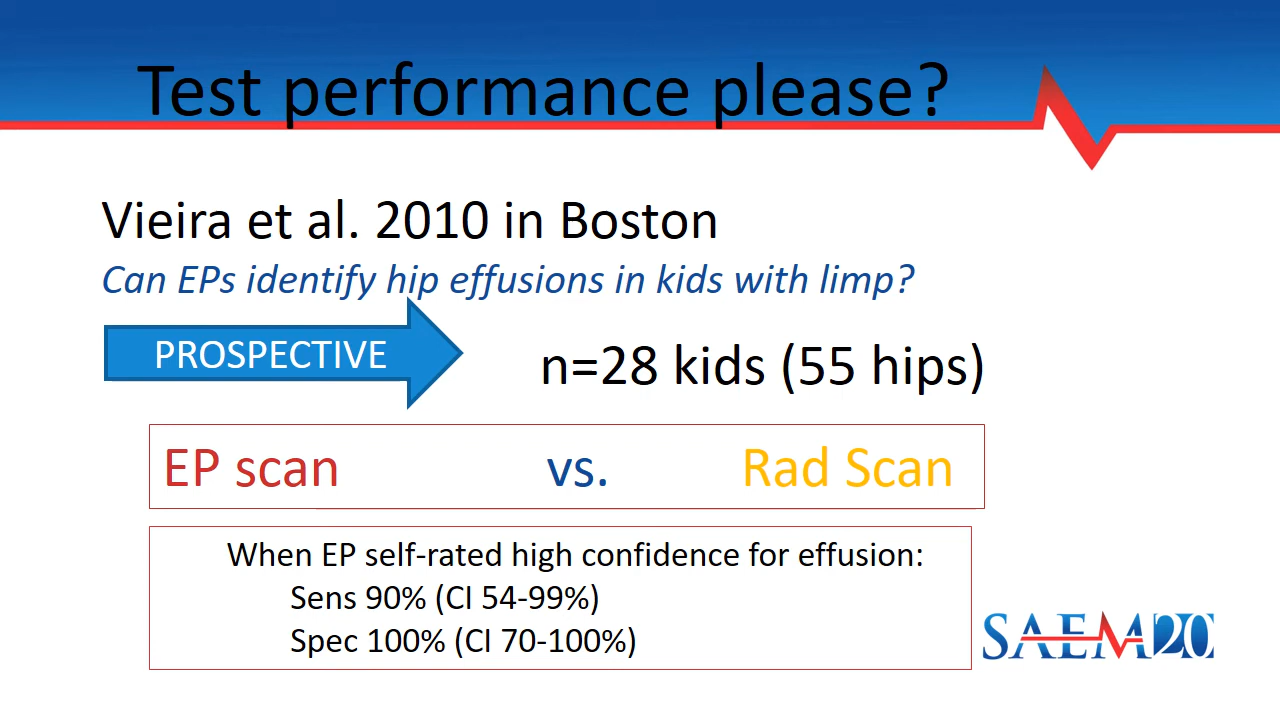 Test performance please?
Vieira et al. 2010 in Boston
Can EPs identify hip effusions in kids with limp?
PROSPECTIVE
n=28 kids (55 hips)
EP scan vs. Rad Scan
When EP self-rated high confidence for effusion:
Sens 90% (CI 54-99%)
Spec 100% (CI 70-100%)
SAEM20